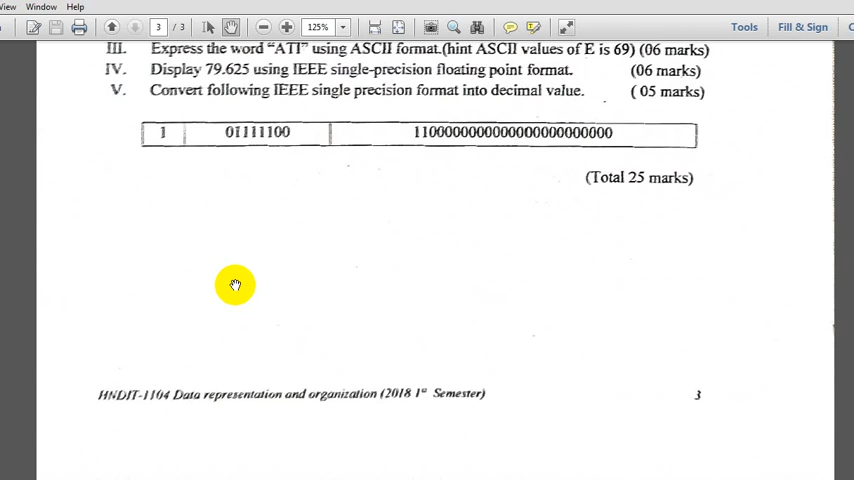 View Window Help
3 / 3 125% Tools Fill & Sign
III. Express the word “ATI” using ASCII format.(hint ASCII values of E is 69) (06 marks)
IV. Display 79.625 using IEEE single-precision floating point format. (06 marks)
V. Convert following IEEE single precision format into decimal value. ( 05 marks)
1 01111100 11000000000000000000000
(Total 25 marks)
HNDIT-1104 Data representation and organization (2018 1st Semester) 3